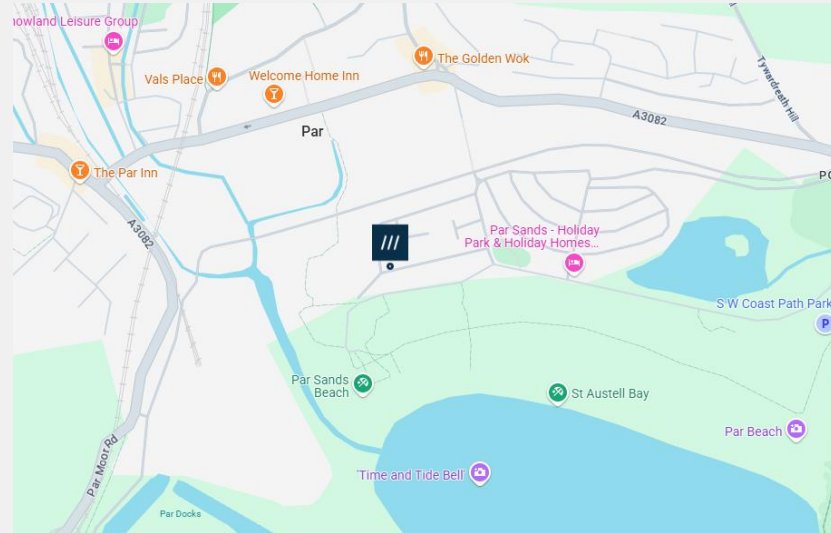 nowland Leisure Group
The Golden Wok
Vals Place
Welcome Home Inn
Tywardreath Hill
A3082
Par
The Par Inn
A3082
Par Sands - Holiday
Park & Holiday Homes...
S W Coast Path Park
P
Par Sands
Beach
St Austell Bay
Par Beach
Par Moor Rd
'Time and Tide Bell'
Par Docks